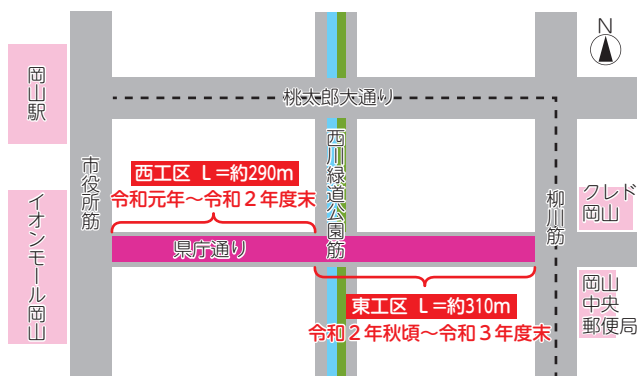 N
岡山駅
桃太郎大通り
市役所筋
西工区 L=約290m
令和元年~令和2年度末
西川緑道公園筋
柳川筋
クレド
岡山
イオンモール岡山
県庁通り
東工区 L=約310m
令和2年秋頃~令和3年度末
岡山
中央
郵便局